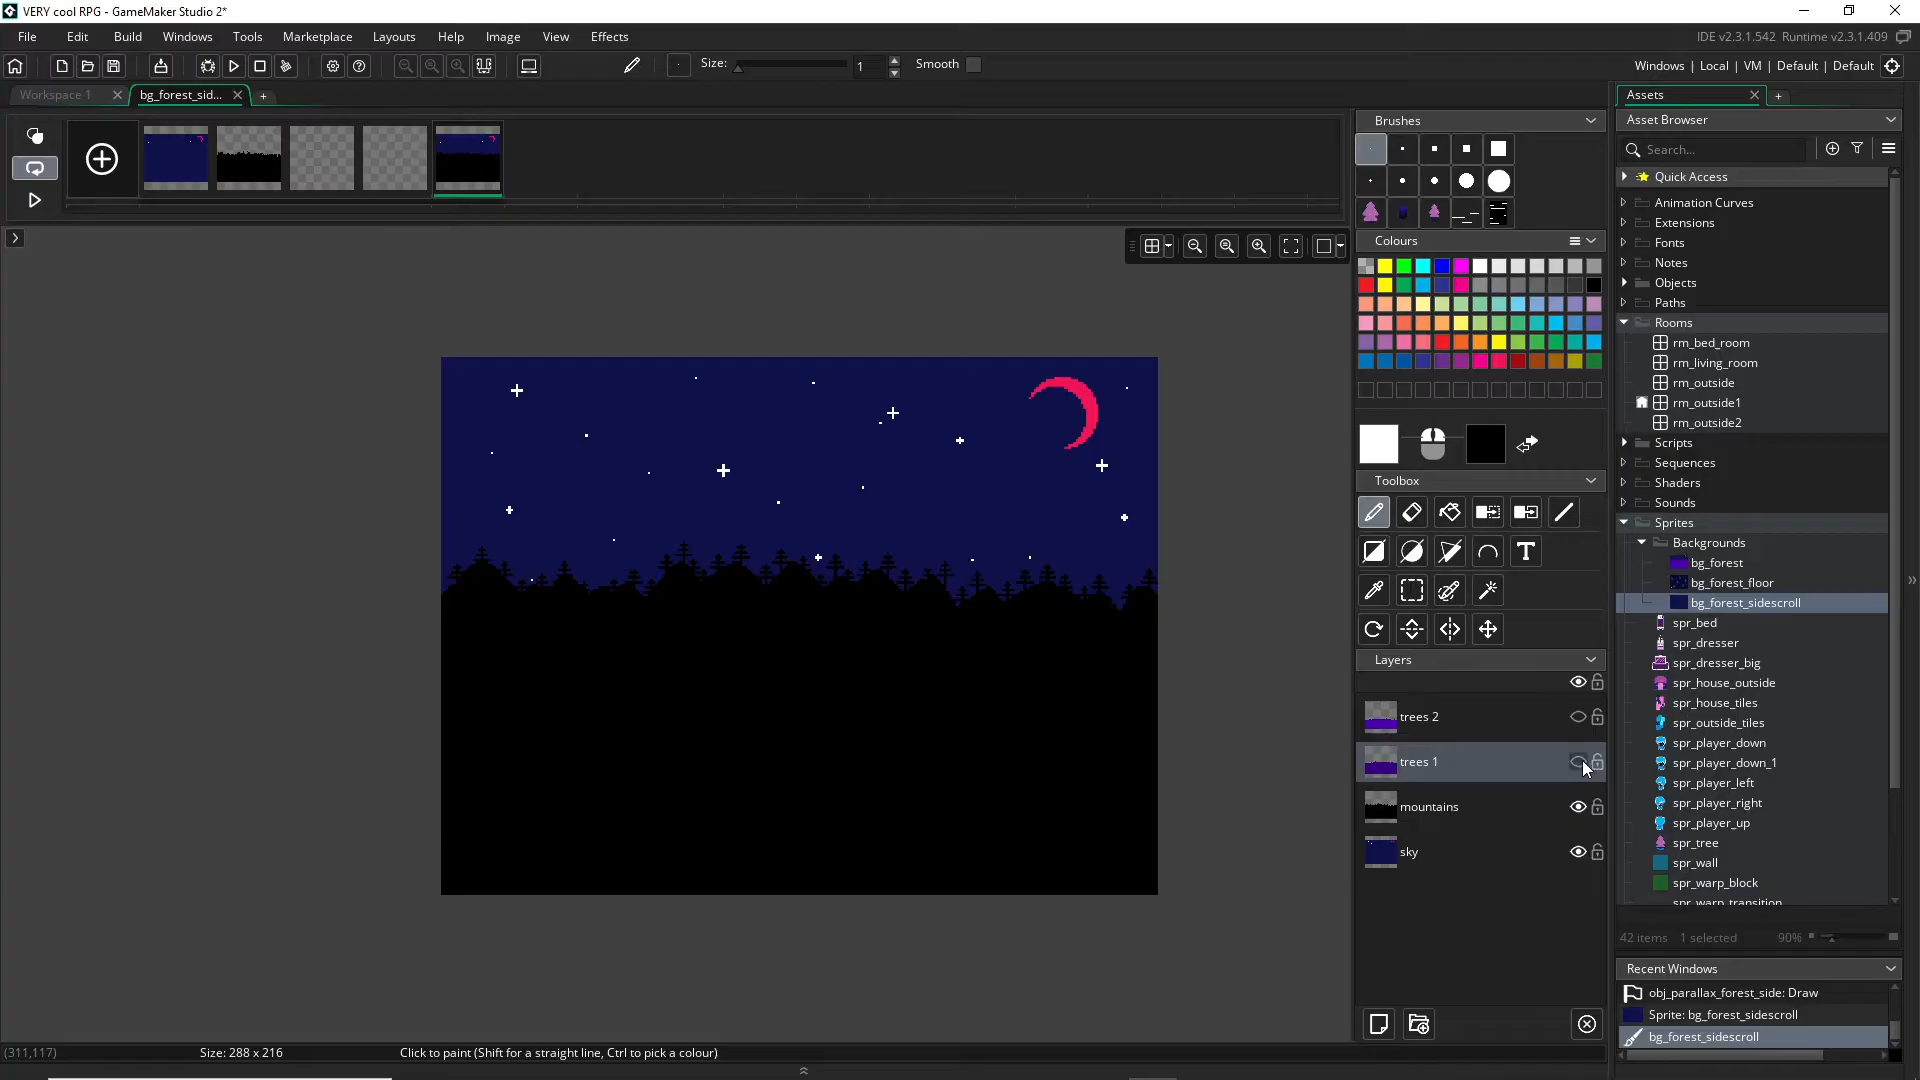 VERY cool RPG - GameMaker Studio 2*
File Edit Build Windows Tools Marketplace Layouts Help Image View Effects
IDE v2.3.1.542 Runtime v2.3.1.409
Size: 1 Smooth
Windows | Local | VM | Default | Default
Workspace 1
bg_forest_sid...
Assets
Brushes
Asset Browser
Search...
Quick Access
Animation Curves
Extensions
Fonts
Notes
Objects
Paths
Rooms
rm_bed_room
rm_living_room
rm_outside
rm_outside1
rm_outside2
Scripts
Sequences
Shaders
Sounds
Sprites
Backgrounds
bg_forest
bg_forest_floor
bg_forest_sidescroll
spr_bed
spr_dresser
spr_dresser_big
spr_house_outside
spr_house_tiles
spr_outside_tiles
spr_player_down
spr_player_down_1
spr_player_left
spr_player_right
spr_player_up
spr_tree
spr_wall
spr_warp_block
spr_warp_transition
42 items 1 selected 90%
Colours
Toolbox
T
Layers
trees 2
trees 1
mountains
sky
Recent Windows
obj_parallax_forest_side: Draw
Sprite: bg_forest_sidescroll
bg_forest_sidescroll
(311,117) Size: 288 x 216 Click to paint (Shift for a straight line, Ctrl to pick a colour)